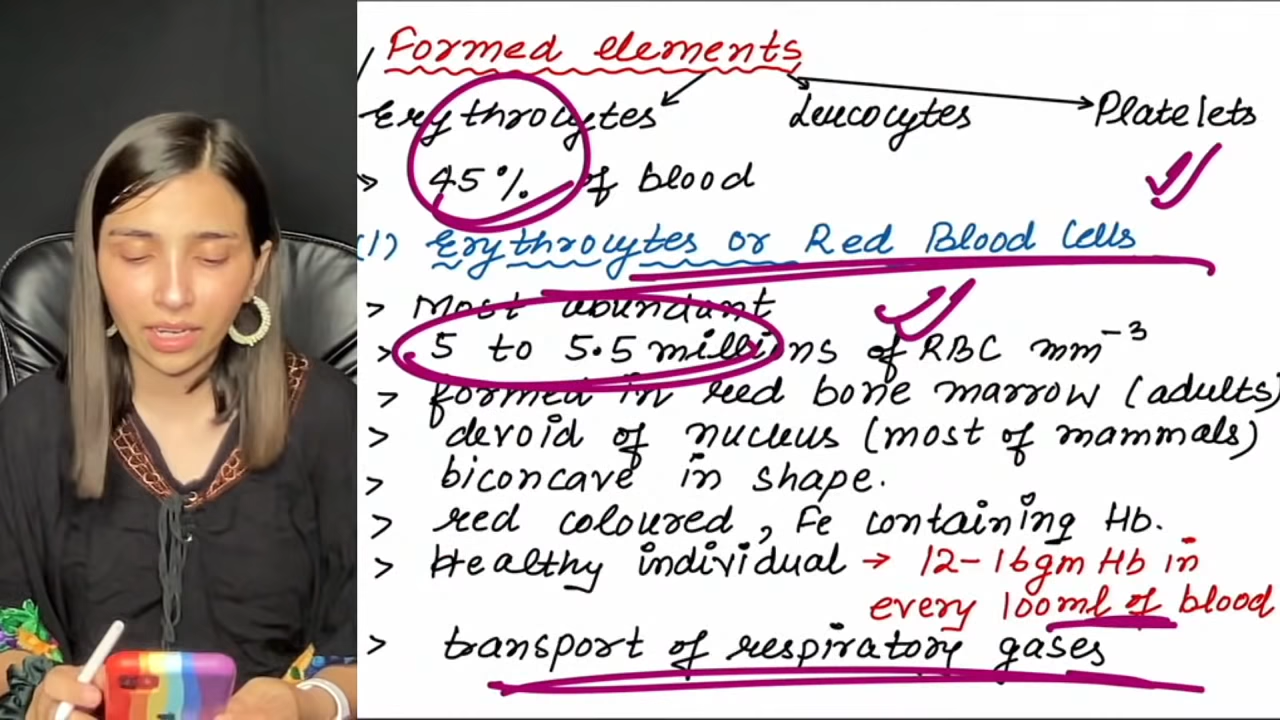 Formed elements
Erythrocytes Leucocytes Platelets
> 45% of blood
(1) Erythrocytes or Red Blood Cells
> Most abundant
> 5 to 5.5 millions of RBC mm⁻³
> formed in red bone marrow (adults)
> devoid of nucleus (most of mammals)
> biconcave in shape.
> red coloured, Fe containing Hb.
> Healthy individual → 12-16gm Hb in
every 100ml of blood
> transport of respiratory gases